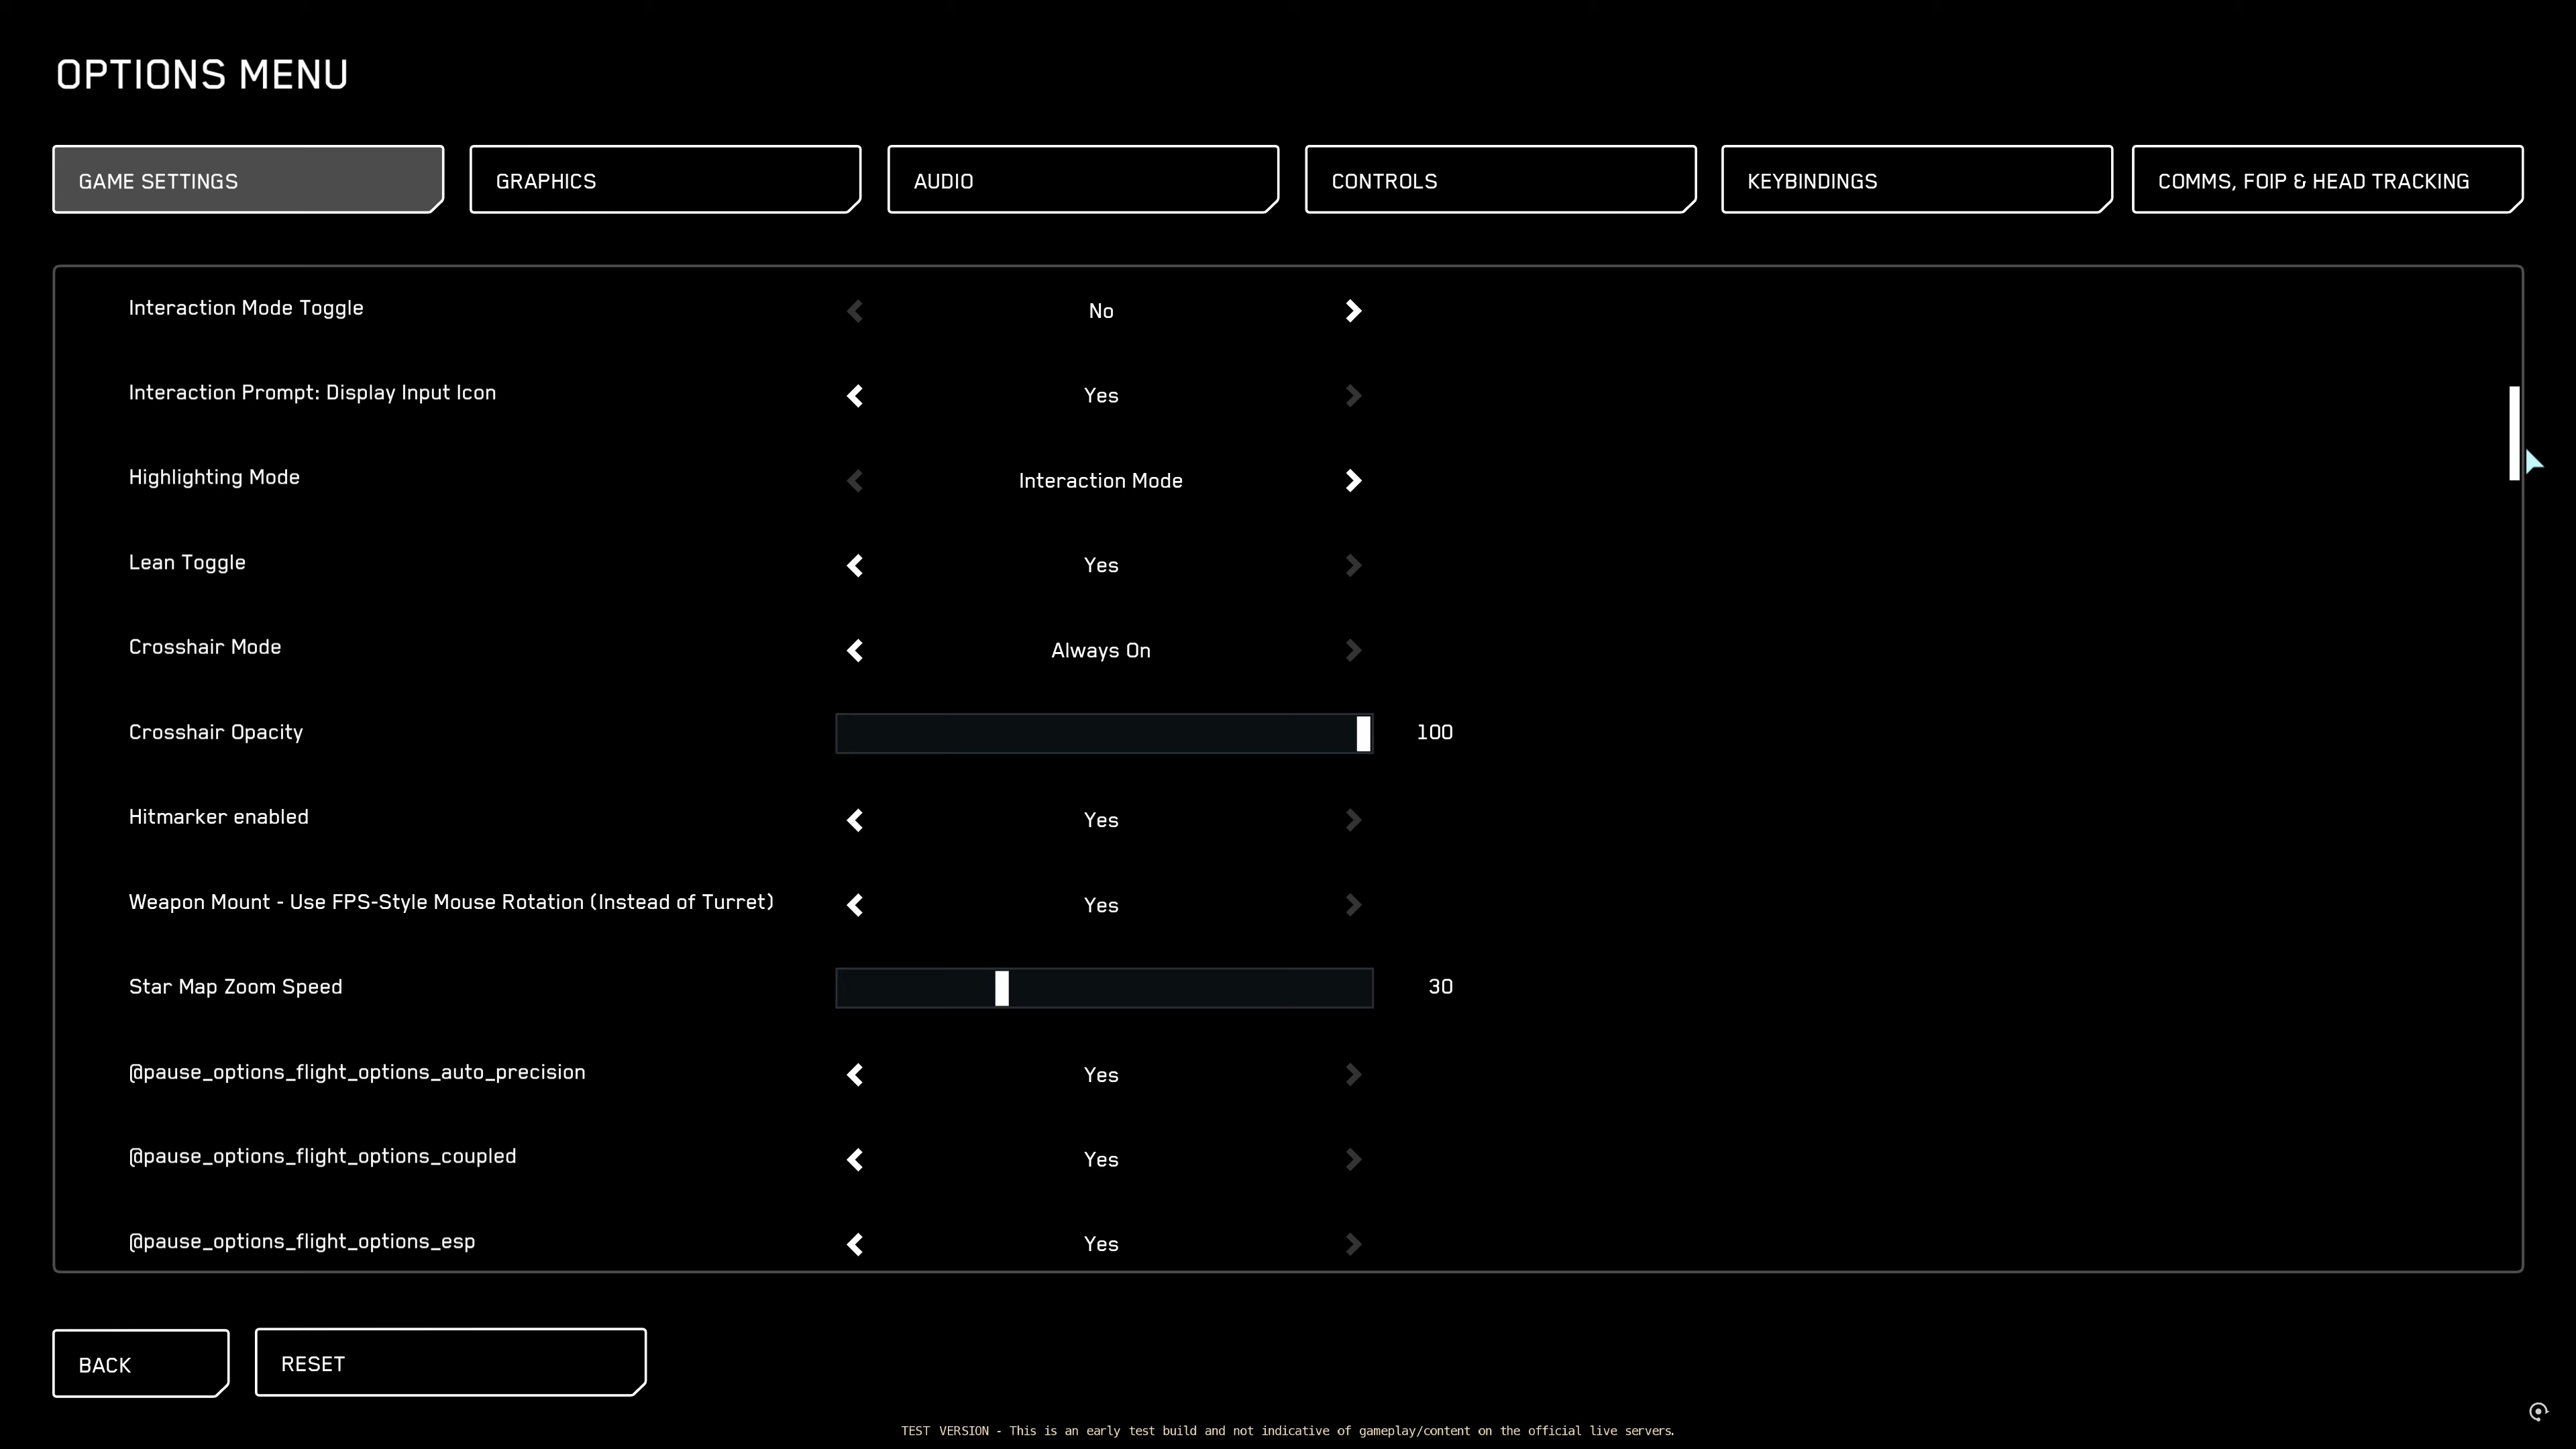 OPTIONS MENU
GAME SETTINGS
GRAPHICS
AUDIO
CONTROLS
KEYBINDINGS
COMMS, FOIP & HEAD TRACKING
Interaction Mode Toggle No
Interaction Prompt: Display Input Icon Yes
Highlighting Mode Interaction Mode
Lean Toggle Yes
Crosshair Mode Always On
Crosshair Opacity 100
Hitmarker enabled Yes
Weapon Mount - Use FPS-Style Mouse Rotation (Instead of Turret) Yes
Star Map Zoom Speed 30
@pause_options_flight_options_auto_precision Yes
@pause_options_flight_options_coupled Yes
@pause_options_flight_options_esp Yes
BACK
RESET
TEST VERSION - This is an early test build and not indicative of gameplay/content on the official live servers.